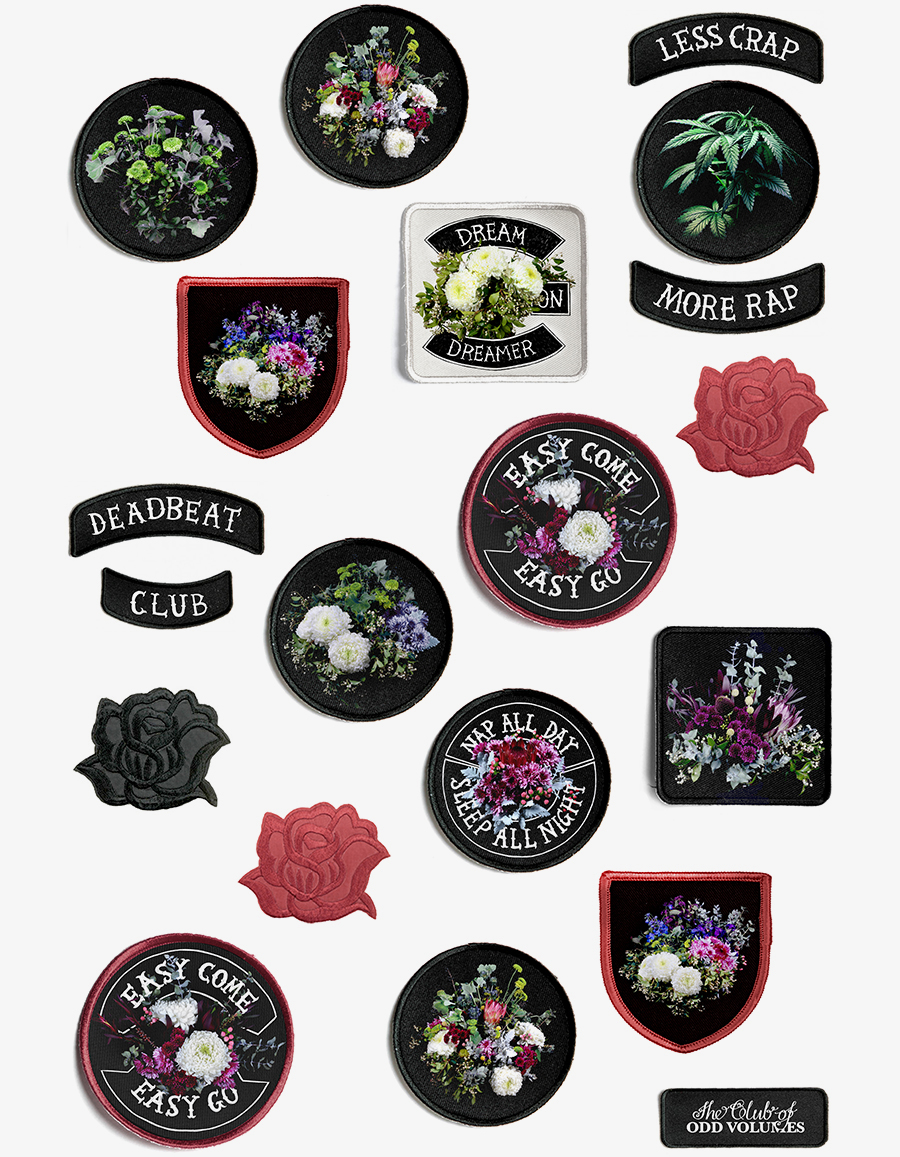 LESS CRAP
MORE RAP
DREAM
ON
DREAMER
EASY COME
EASY GO
DEADBEAT
CLUB
NAP ALL DAY
SLEEP ALL NIGHT
EASY COME
EASY GO
The Club of
ODD VOLUMES